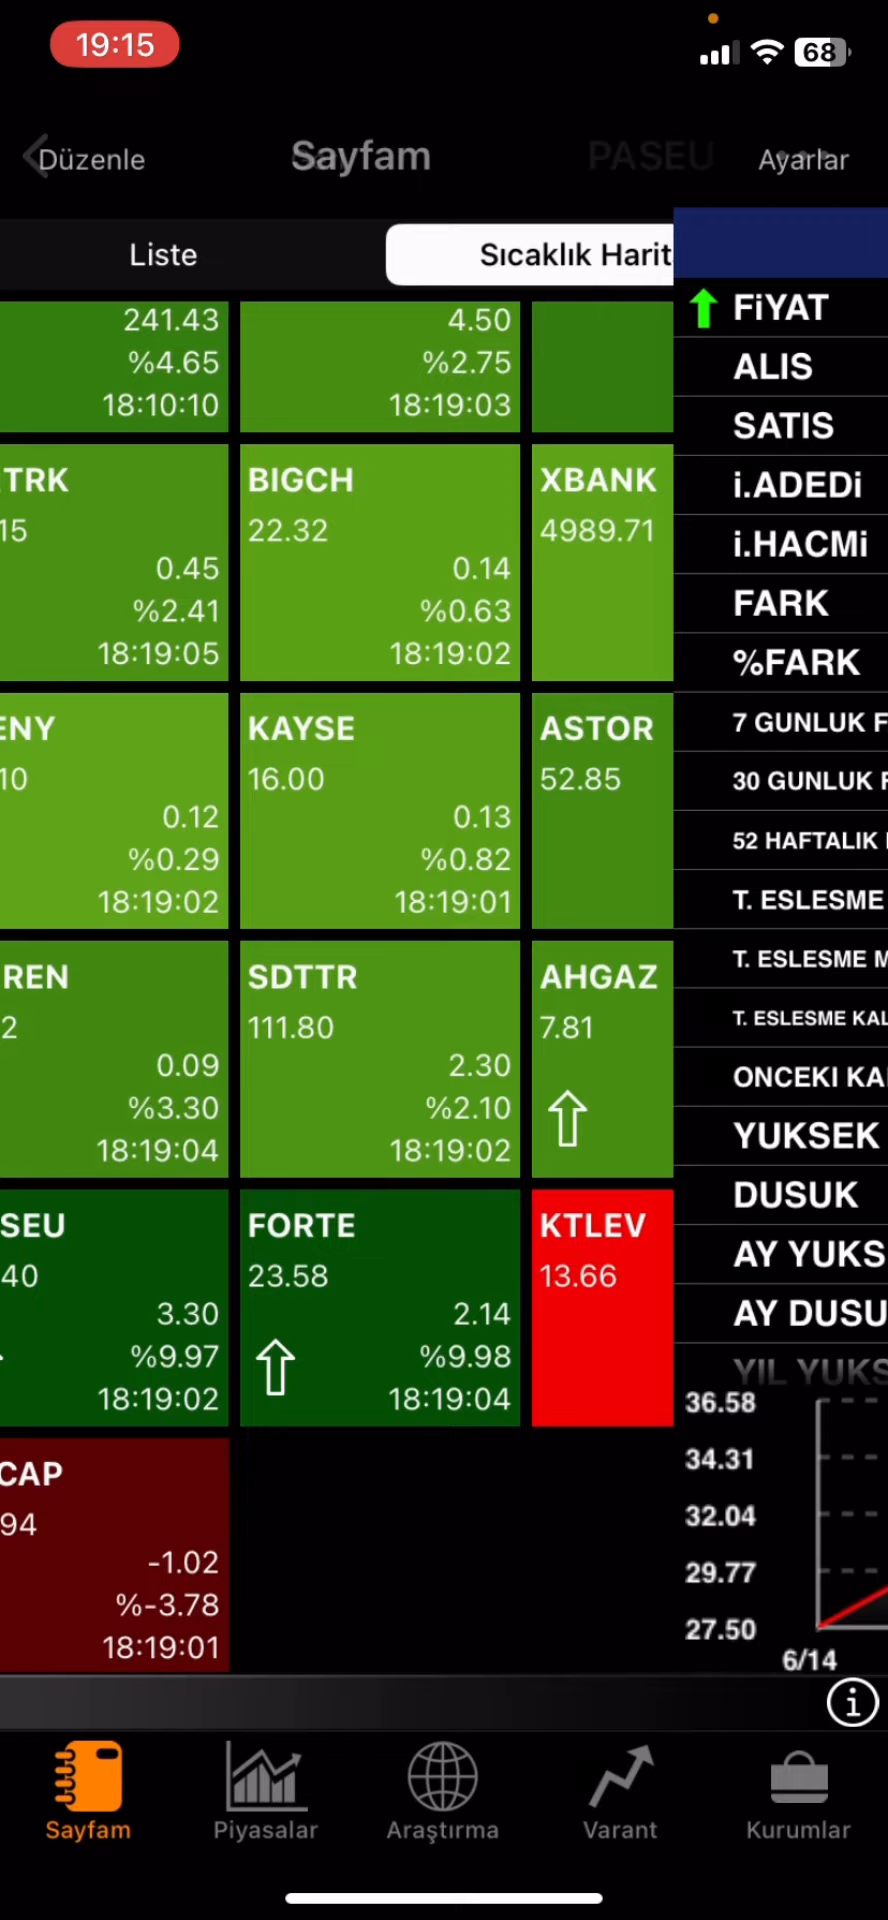 19:15
68
Düzenle
Sayfam
PASEU
Ayarlar
Liste
Sıcaklık Harit
241.43
%4.65
18:10:10
4.50
%2.75
18:19:03
TRK
15
0.45
%2.41
18:19:05
BIGCH
22.32
0.14
%0.63
18:19:02
XBANK
4989.71
ENY
10
0.12
%0.29
18:19:02
KAYSE
16.00
0.13
%0.82
18:19:01
ASTOR
52.85
REN
2
0.09
%3.30
18:19:04
SDTTR
111.80
2.30
%2.10
18:19:02
AHGAZ
7.81
SEU
40
3.30
%9.97
18:19:02
FORTE
23.58
2.14
%9.98
18:19:04
KTLEV
13.66
CAP
94
-1.02
%-3.78
18:19:01
FiYAT
ALIS
SATIS
i.ADEDi
i.HACMi
FARK
%FARK
7 GUNLUK F
30 GUNLUK F
52 HAFTALIK
T. ESLESME
T. ESLESME M
T. ESLESME KAL
ONCEKI KA
YUKSEK
DUSUK
AY YUKS
AY DUSU
YIL YUKS
36.58
34.31
32.04
29.77
27.50
6/14
Sayfam
Piyasalar
Araştırma
Varant
Kurumlar